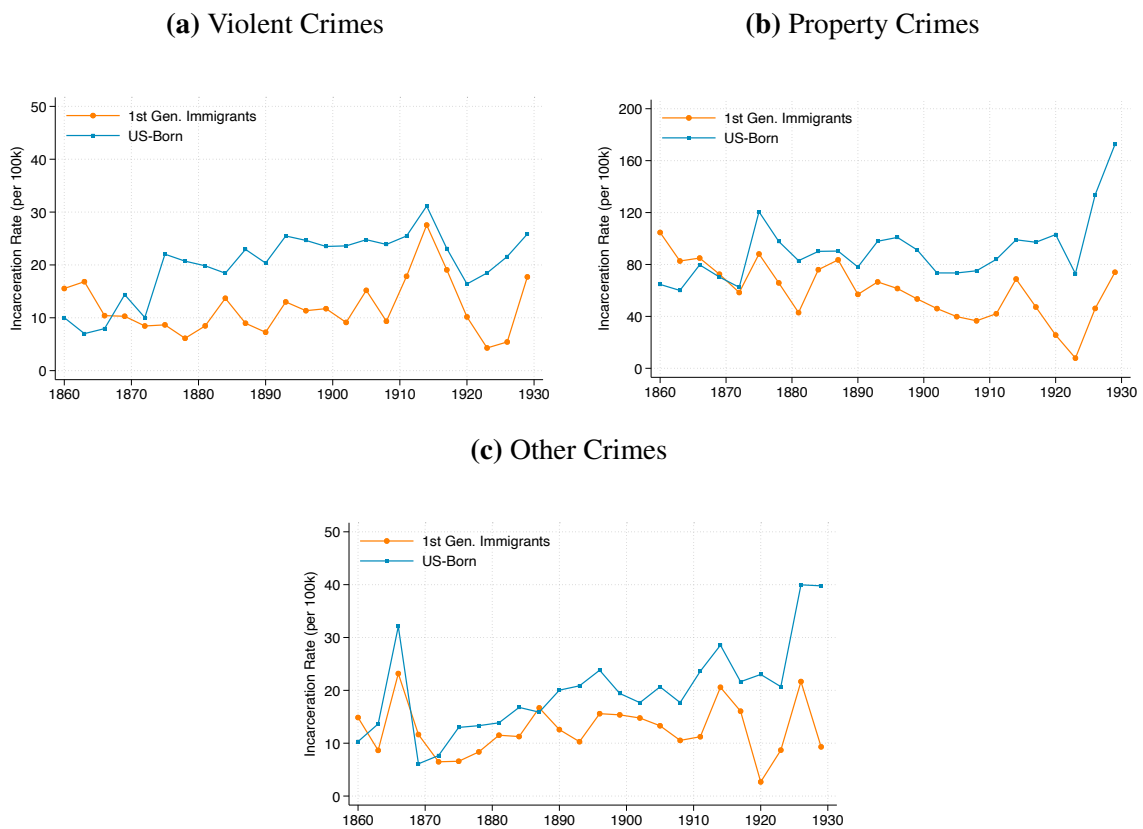 (a) Violent Crimes
50
40
30
20
10
0
Incarceration Rate (per 100k)
1st Gen. Immigrants
US-Born
1860 1870 1880 1890 1900 1910 1920 1930
(b) Property Crimes
200
160
120
80
40
0
Incarceration Rate (per 100k)
1st Gen. Immigrants
US-Born
1860 1870 1880 1890 1900 1910 1920 1930
(c) Other Crimes
50
40
30
20
10
0
Incarceration Rate (per 100k)
1st Gen. Immigrants
US-Born
1860 1870 1880 1890 1900 1910 1920 1930